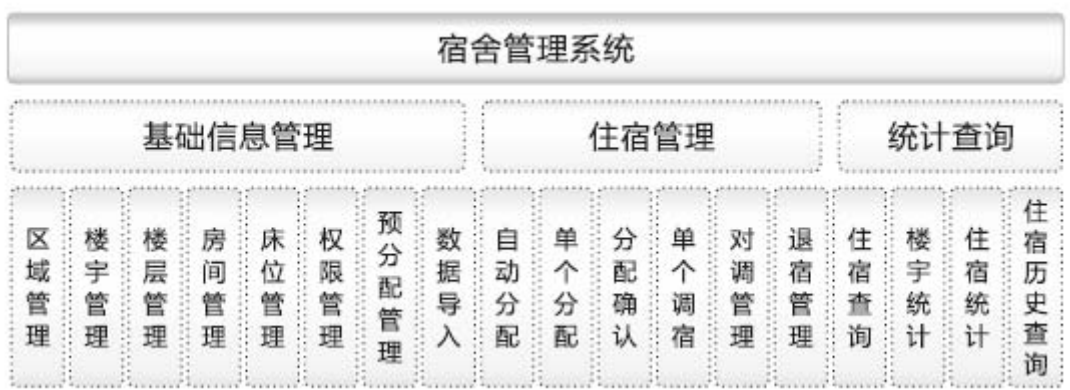 宿舍管理系统
基础信息管理
住宿管理
统计查询
区域管理
楼宇管理
楼层管理
房间管理
床位管理
权限管理
预分配管理
数据导入
自动分配
单个分配
分配确认
单个调宿
对调管理
退宿管理
住宿查询
楼宇统计
住宿统计
住宿历史查询